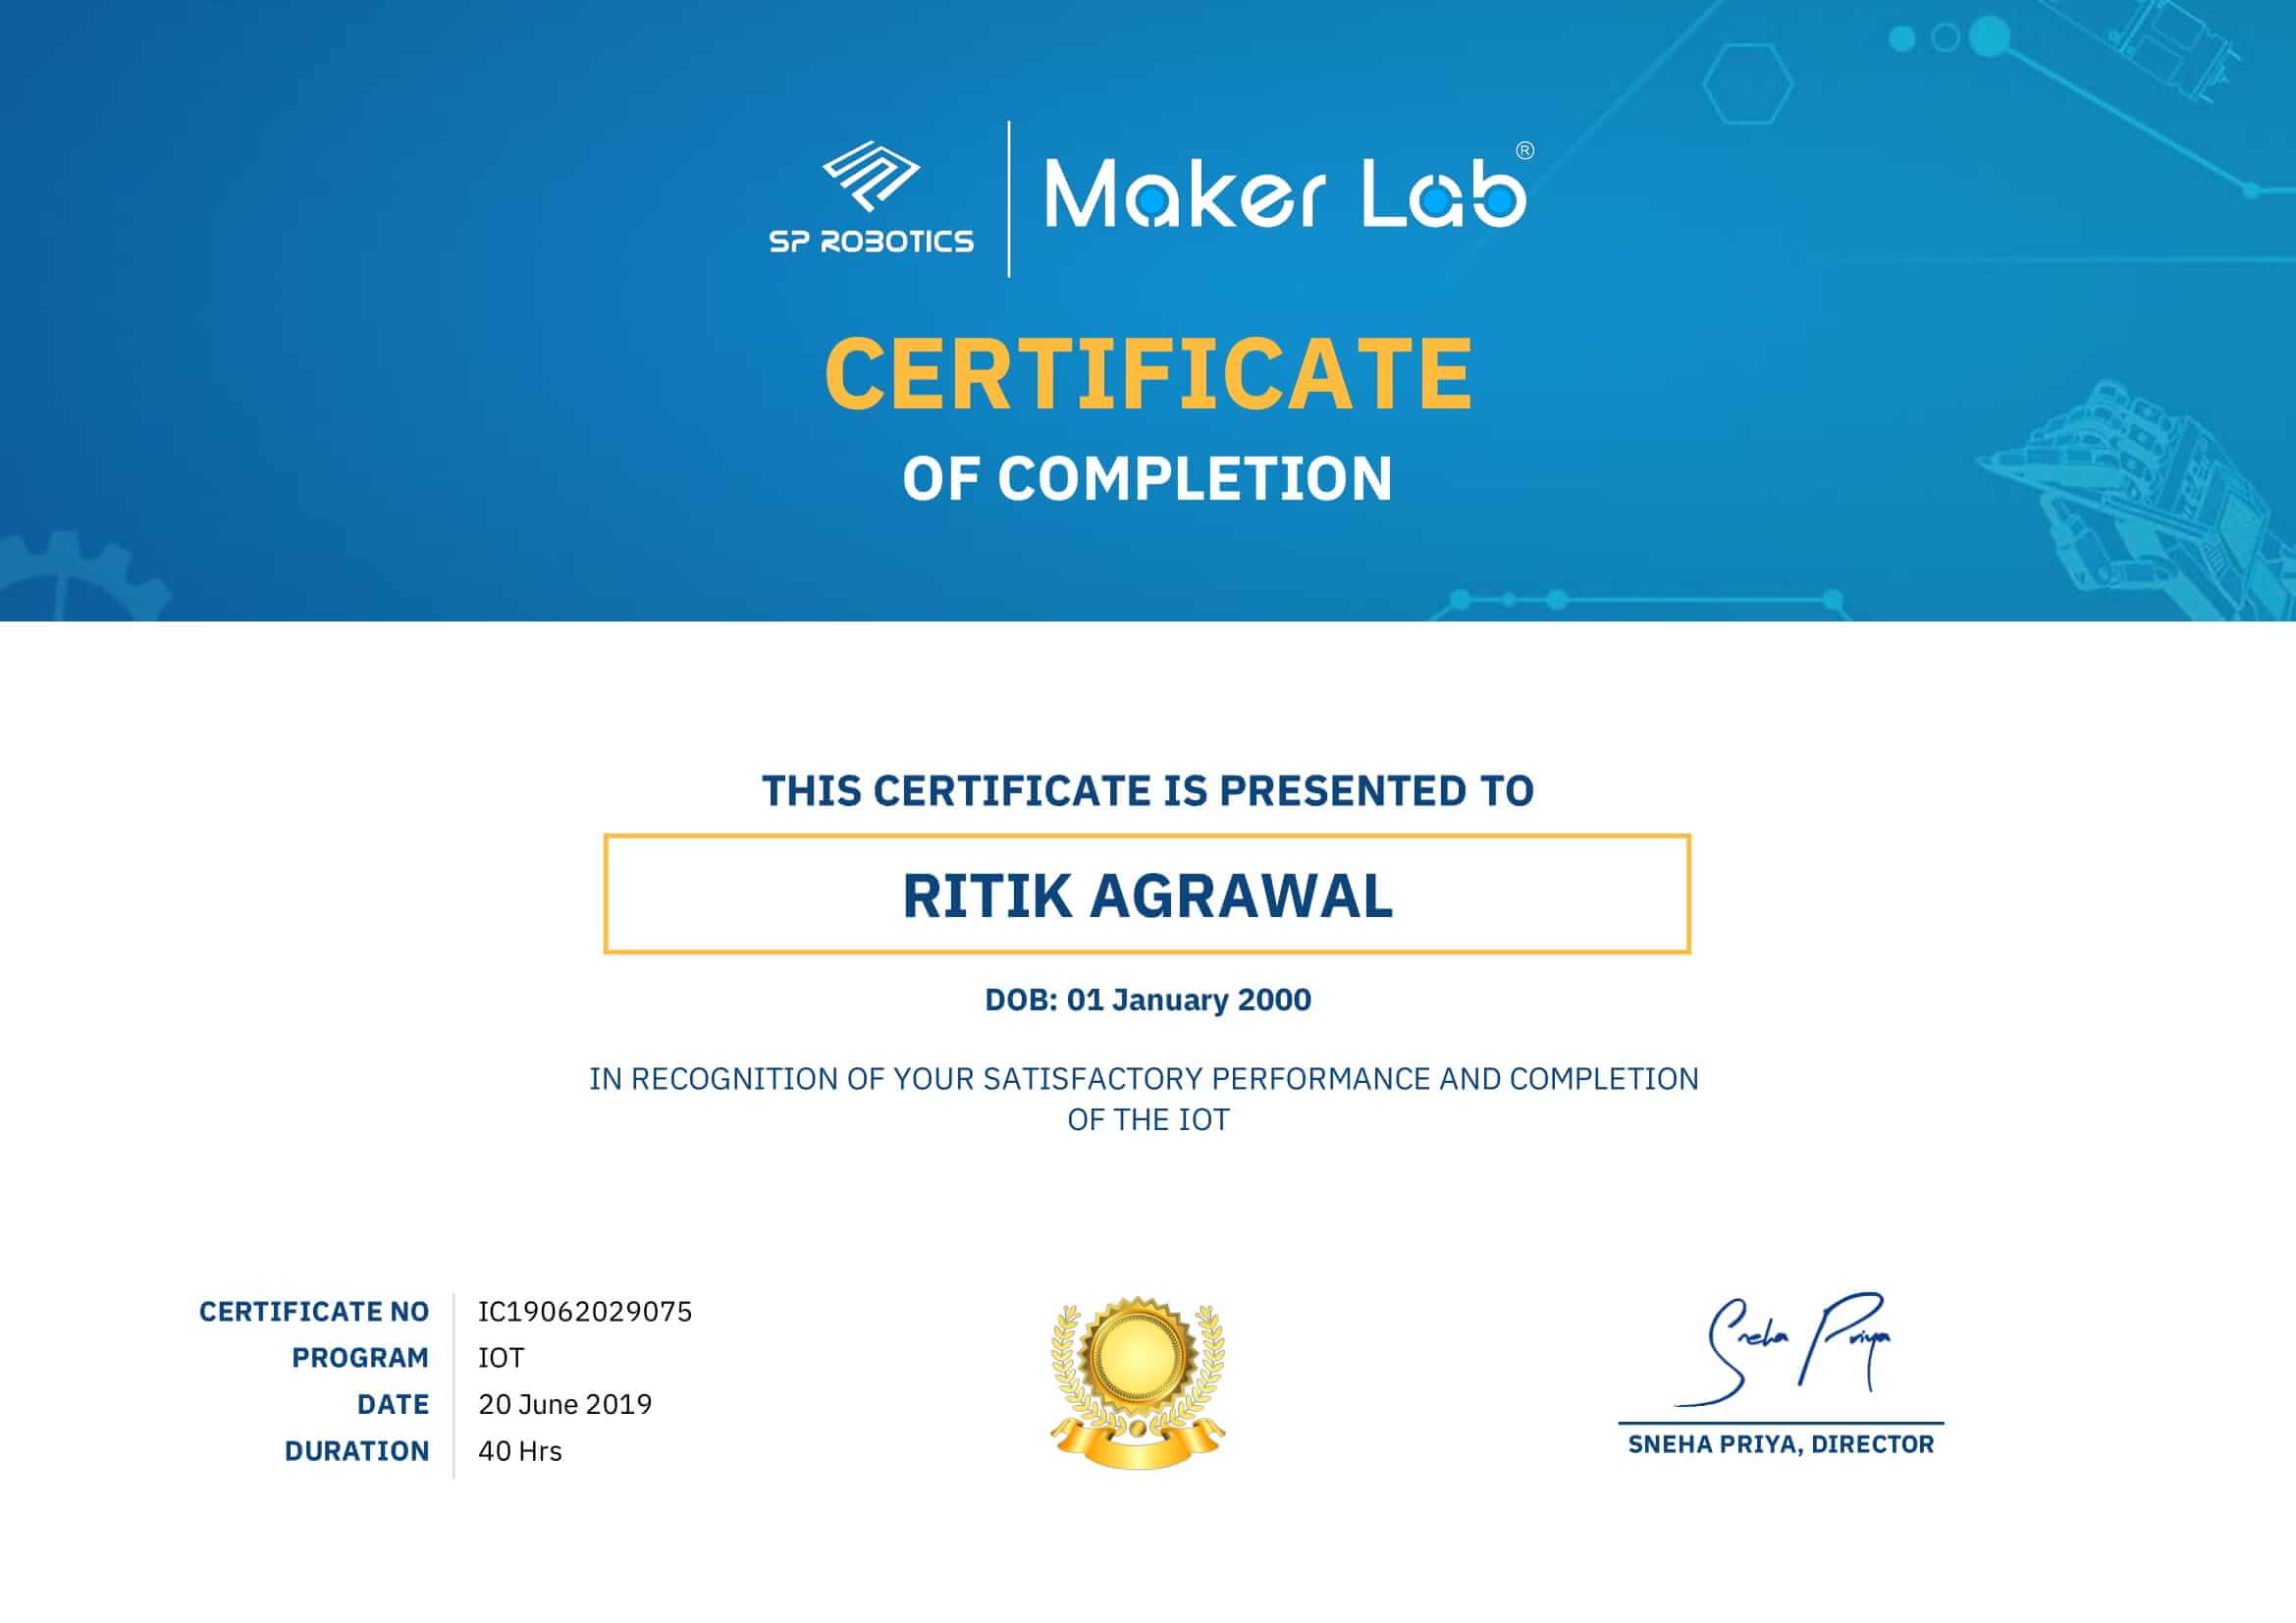 SP ROBOTICS
Maker Lab®
CERTIFICATE
OF COMPLETION
THIS CERTIFICATE IS PRESENTED TO
RITIK AGRAWAL
DOB: 01 January 2000
IN RECOGNITION OF YOUR SATISFACTORY PERFORMANCE AND COMPLETION
OF THE IOT
CERTIFICATE NO IC19062029075
PROGRAM IOT
DATE 20 June 2019
DURATION 40 Hrs
Sneha Priya
SNEHA PRIYA, DIRECTOR